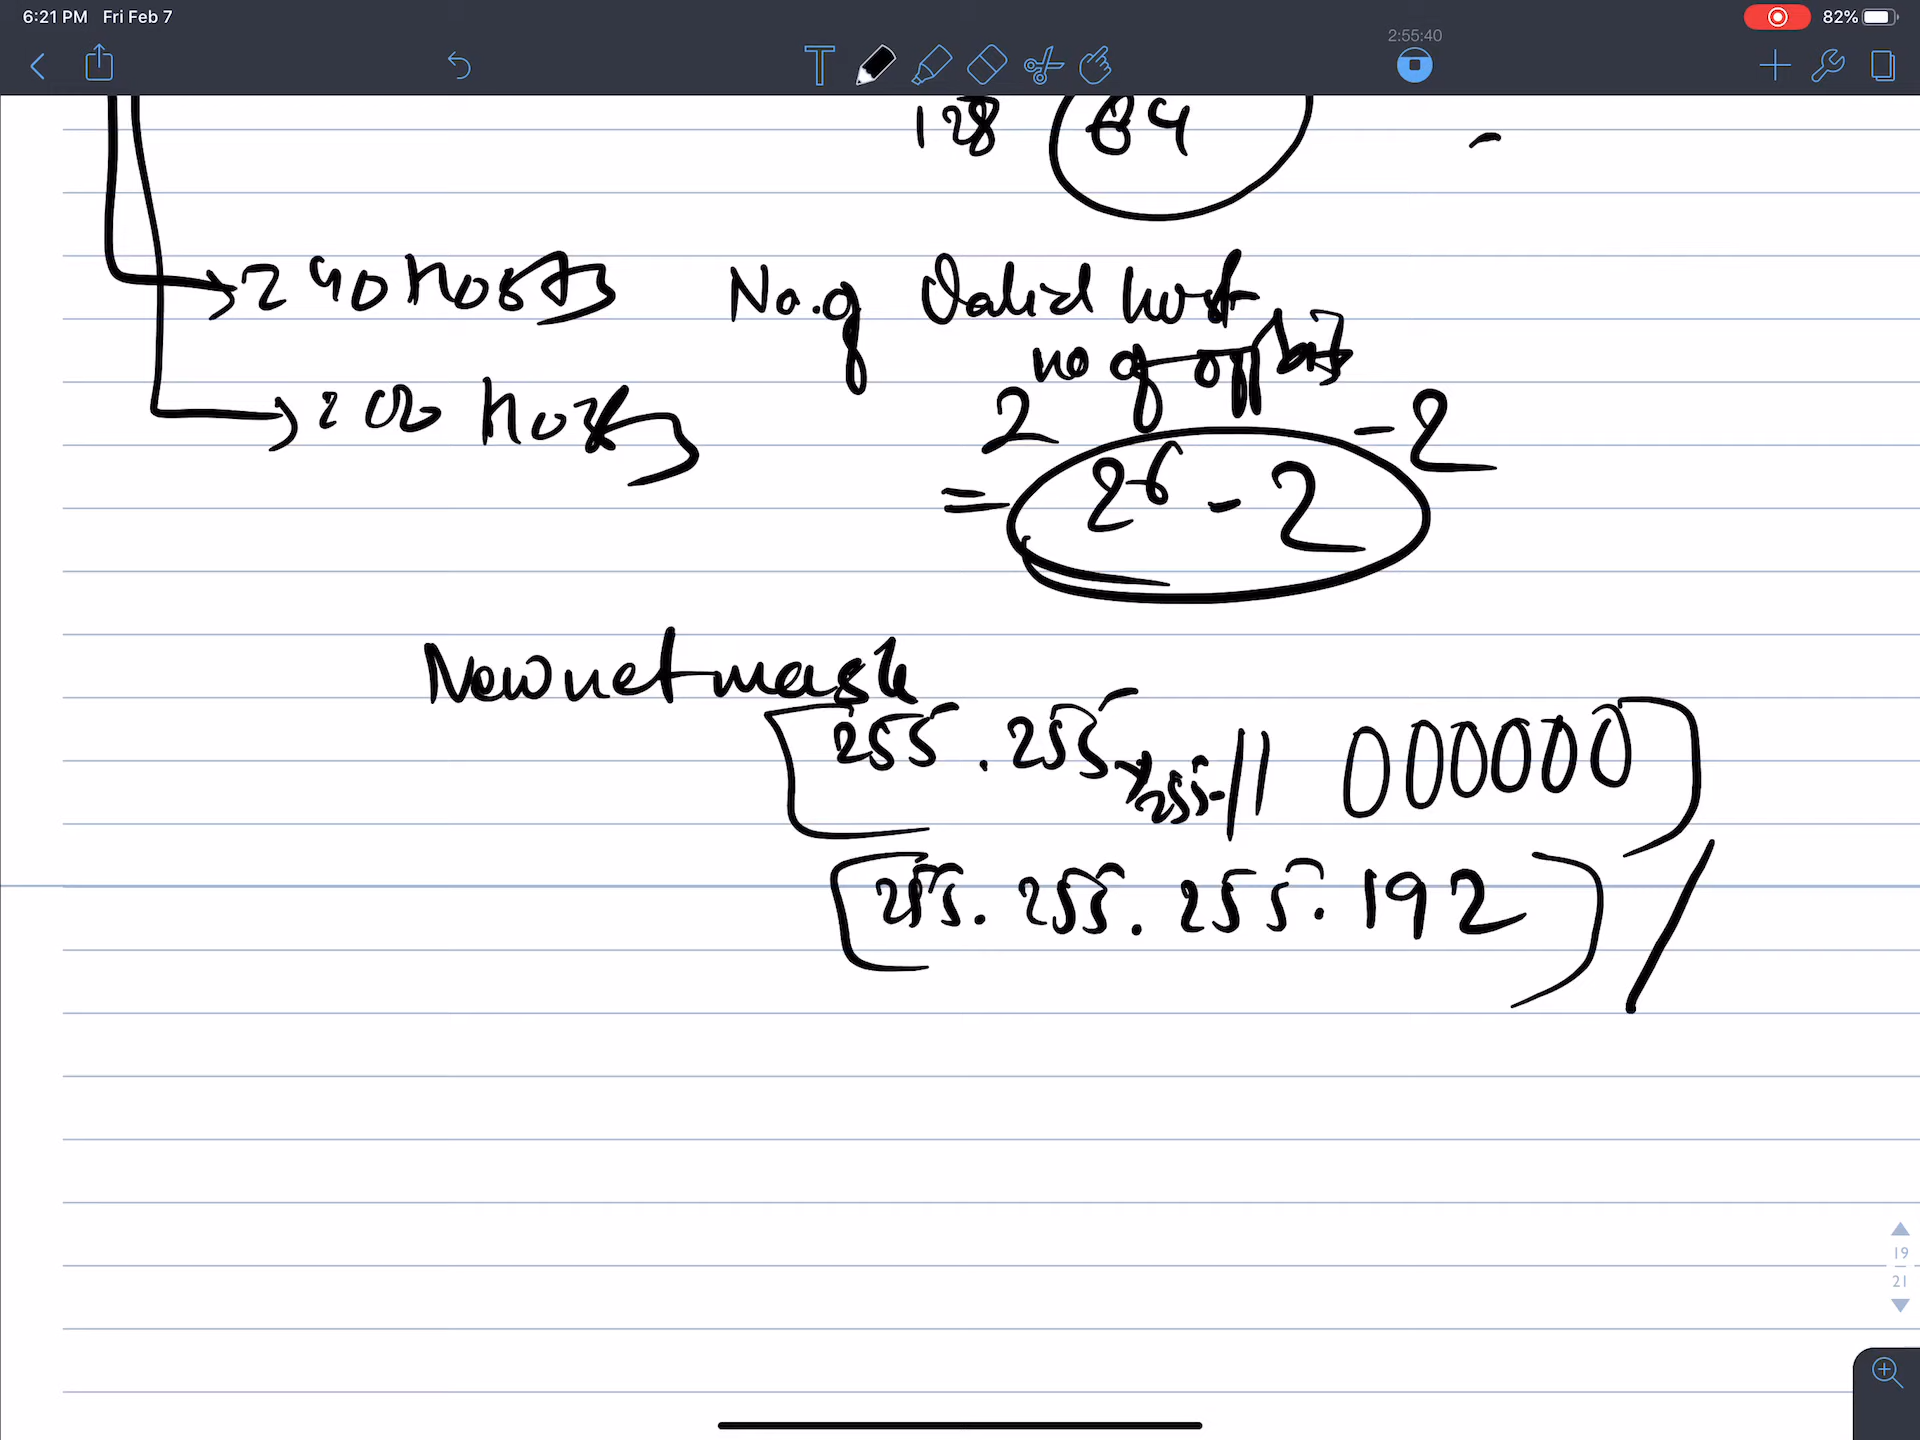 6:21 PM Fri Feb 7
82%
2:55:40
T
128 64
240 hosts No. of Valid host
no of off bits
200 hosts 2 - 2
= 2^6 - 2
New netmask
255 . 255 . 255 . 11 000000
255 . 255 . 255 . 192
19
21